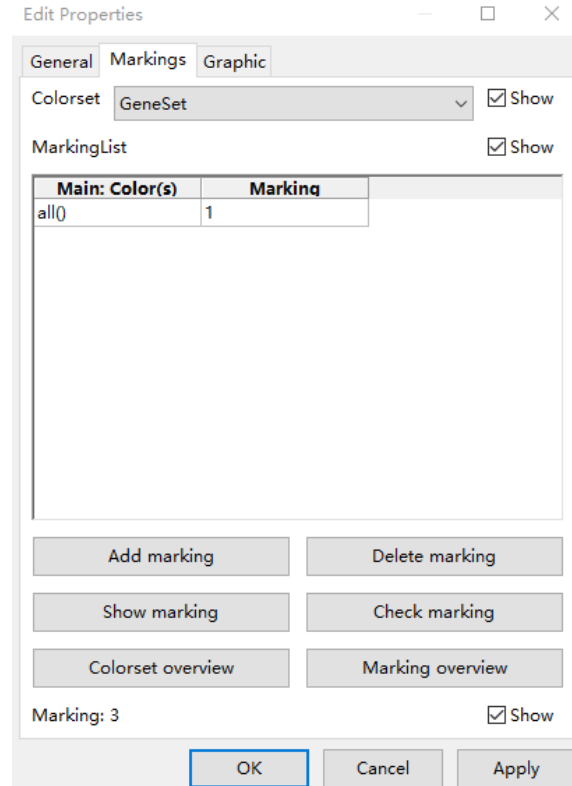 Edit Properties
General Markings Graphic
Colorset GeneSet Show
MarkingList Show
Main: Color(s) Marking
all() 1
Add marking Delete marking
Show marking Check marking
Colorset overview Marking overview
Marking: 3 Show
OK Cancel Apply